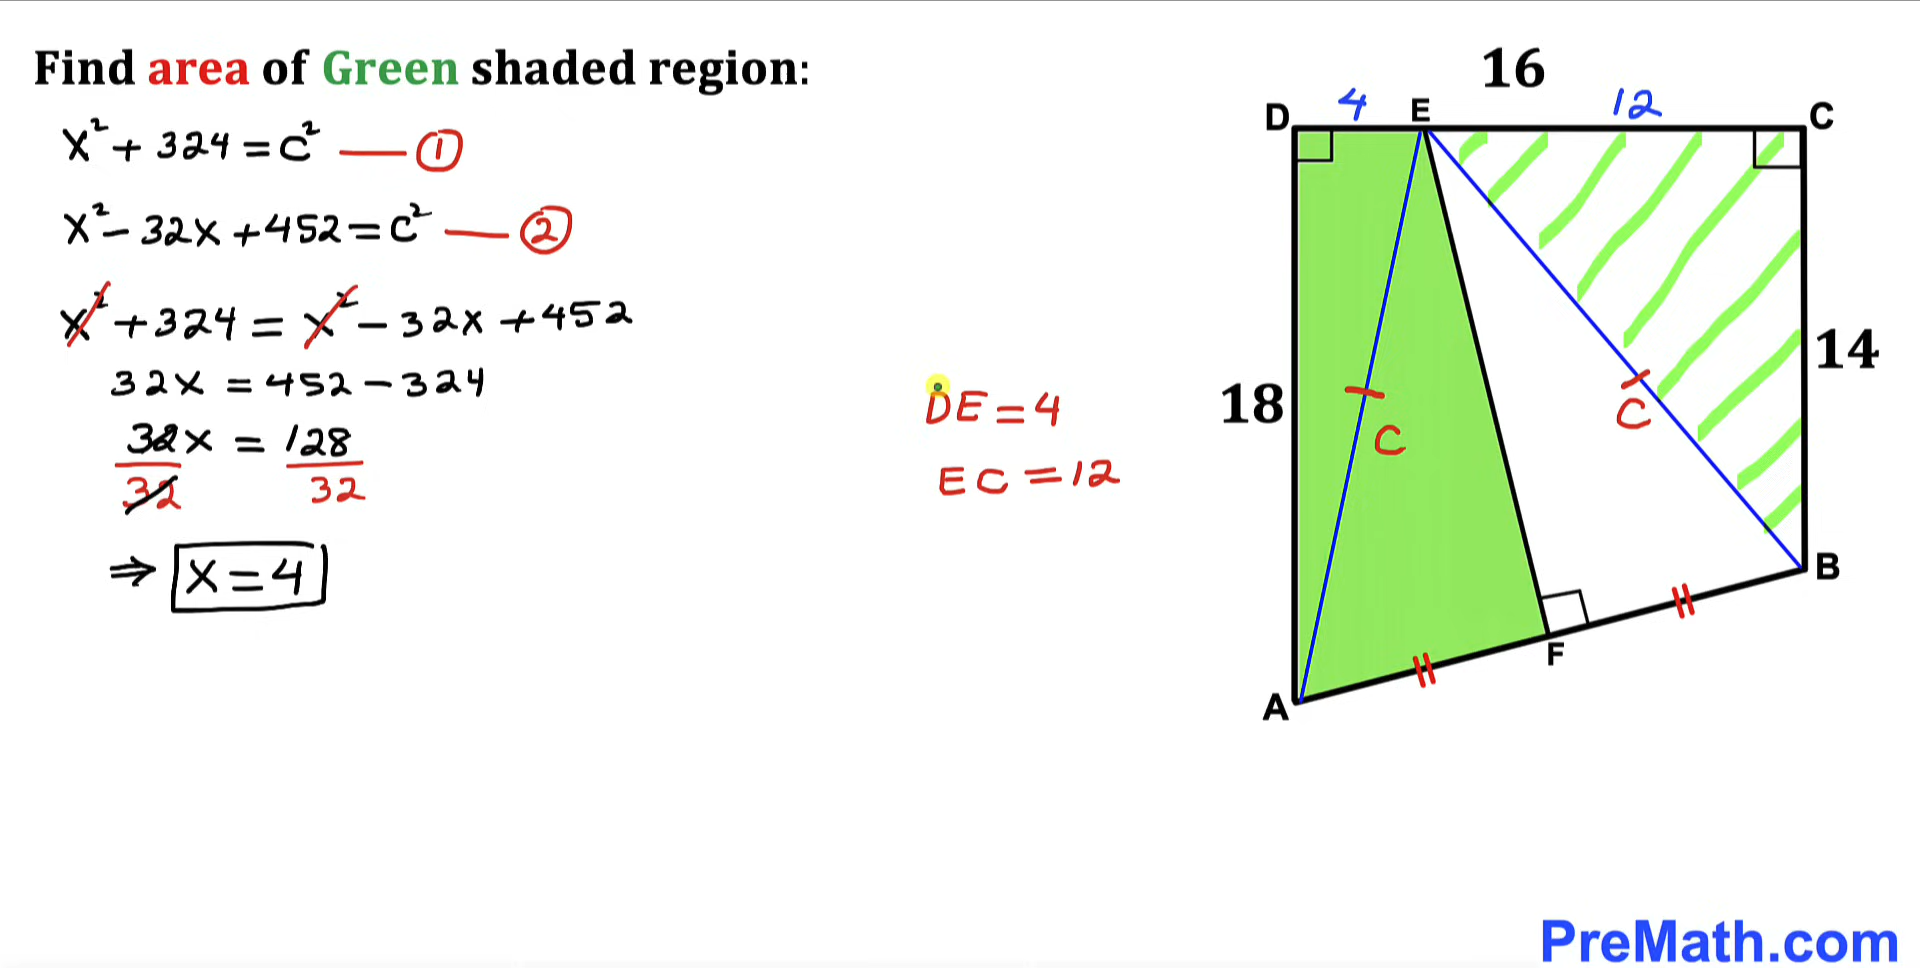 Find area of Green shaded region:
x² + 324 = c² — ①
x² - 32x + 452 = c² — ②
x² + 324 = x² - 32x + 452
32x = 452 - 324
32x = 128
32 32
⇒ x = 4
DE = 4
EC = 12
16
D 4 E 12 C
18
14
C
C
B
F
A
PreMath.com